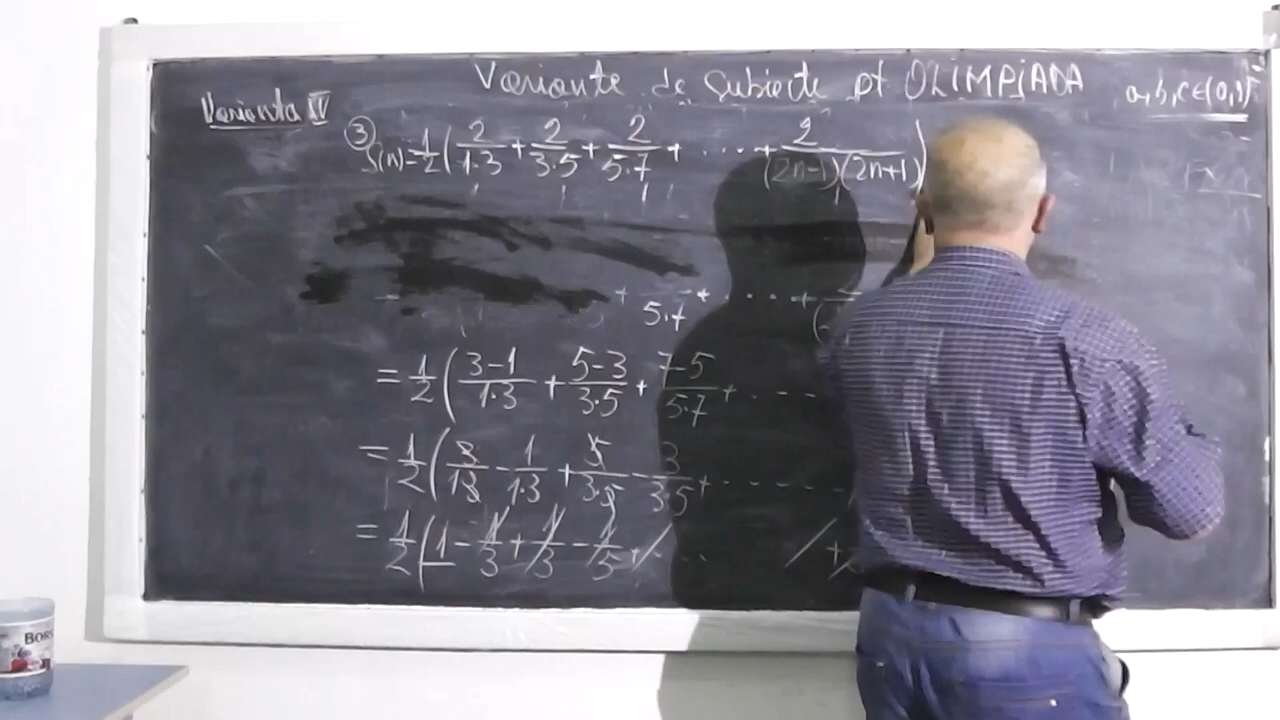 Variante de subiecte pt OLIMPIADA
a,b,c∈(0,1)
Varianta IV
③ S(n)=1/2(2/1·3+2/3·5+2/5·7+....+2/(2n-1)(2n+1))
+ /5·7+....+
=1/2(3-1/1·3+5-3/3·5+7-5/5·7+....
=1/2(3/1·3-1/1·3+5/3·5-3/3·5+......
=1/2(1-1/3+1/3-1/5+...
BORS